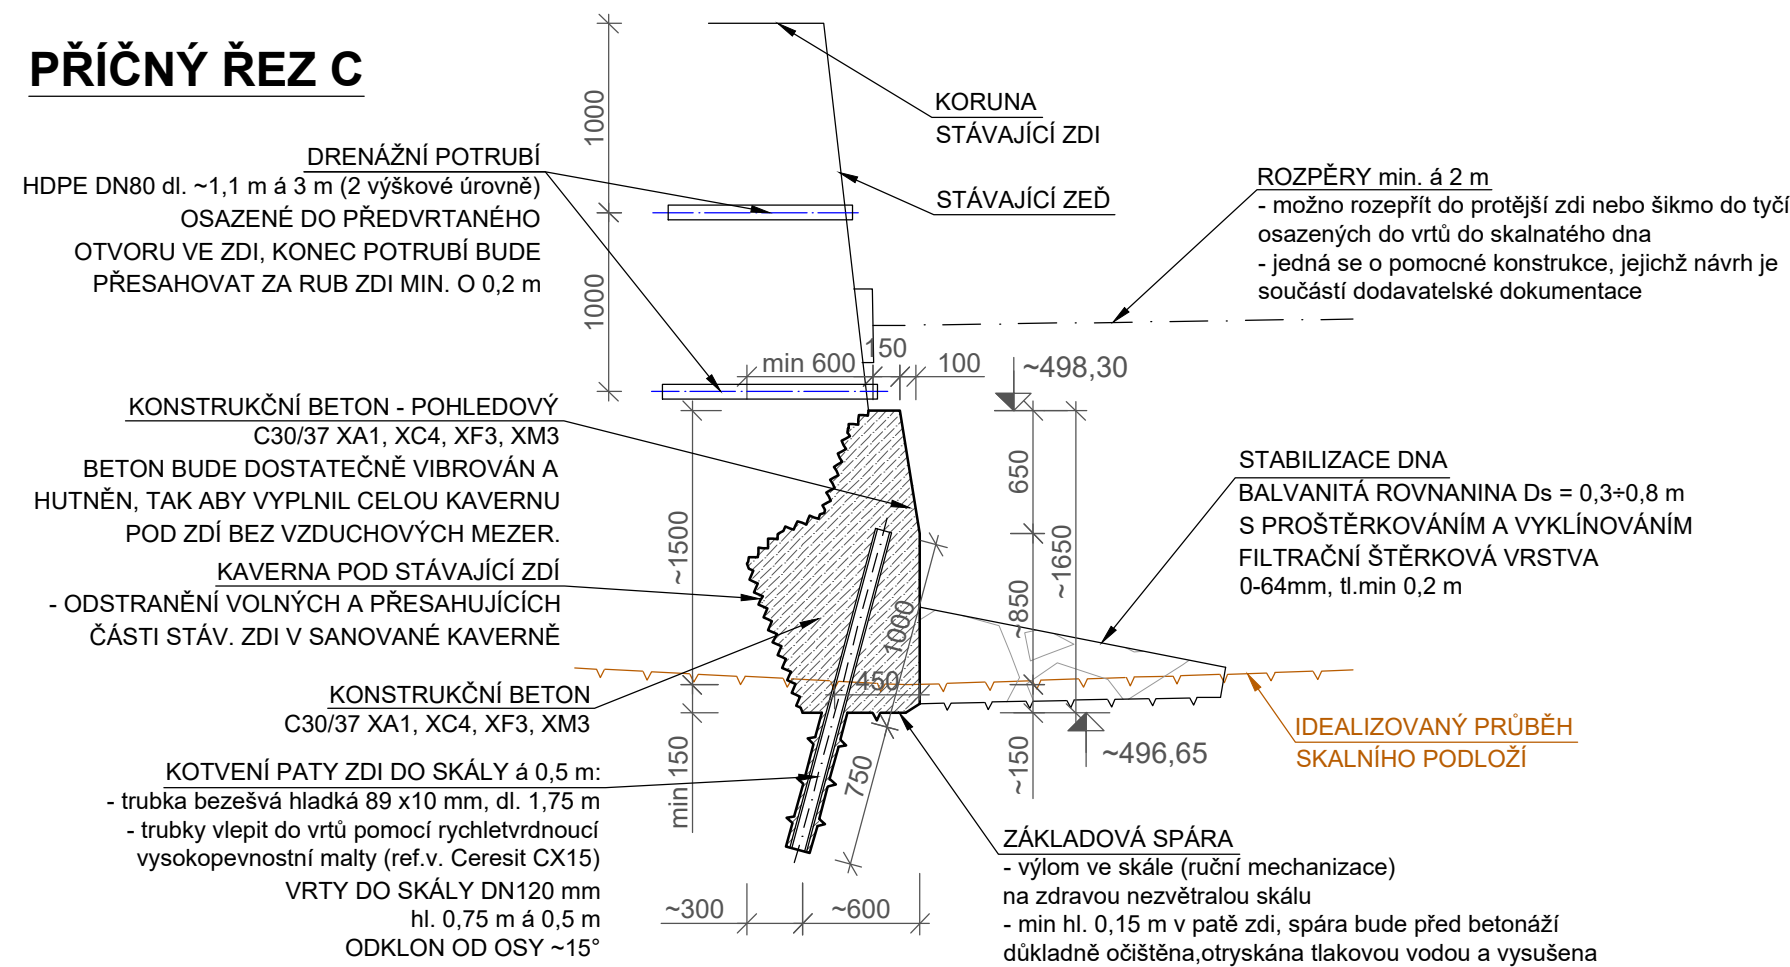 PŘÍČNÝ ŘEZ C
DRENÁŽNÍ POTRUBÍ
HDPE DN80 dl. ~1,1 m á 3 m (2 výškové úrovně)
OSAZENÉ DO PŘEDVRTANÉHO
OTVORU VE ZDI, KONEC POTRUBÍ BUDE
PŘESAHOVAT ZA RUB ZDI MIN. O 0,2 m
KONSTRUKČNÍ BETON - POHLEDOVÝ
C30/37 XA1, XC4, XF3, XM3
BETON BUDE DOSTATEČNĚ VIBROVÁN A
HUTNĚN, TAK ABY VYPLNIL CELOU KAVERNU
POD ZDÍ BEZ VZDUCHOVÝCH MEZER.
KAVERNA POD STÁVAJÍCÍ ZDÍ
- ODSTRANĚNÍ VOLNÝCH A PŘESAHUJÍCÍCH
ČÁSTI STÁV. ZDI V SANOVANÉ KAVERNĚ
KONSTRUKČNÍ BETON
C30/37 XA1, XC4, XF3, XM3
KOTVENÍ PATY ZDI DO SKÁLY á 0,5 m:
- trubka bezešvá hladká 89 x10 mm, dl. 1,75 m
- trubky vlepit do vrtů pomocí rychletvrdnoucí
vysokopevnostní malty (ref.v. Ceresit CX15)
VRTY DO SKÁLY DN120 mm
hl. 0,75 m á 0,5 m
ODKLON OD OSY ~15°
1000
1000
min 600
150
100
~1500
min 150
1000
450
750
~300
~600
~498,30
650
~850
~1650
~150
~496,65
KORUNA
STÁVAJÍCÍ ZDI
STÁVAJÍCÍ ZEĎ
ROZPĚRY min. á 2 m
- možno rozepřít do protější zdi nebo šikmo do tyčí
osazených do vrtů do skalnatého dna
- jedná se o pomocné konstrukce, jejichž návrh je
součástí dodavatelské dokumentace
STABILIZACE DNA
BALVANITÁ ROVNANINA Ds = 0,3÷0,8 m
S PROŠTĚRKOVÁNÍM A VYKLÍNOVÁNÍM
FILTRAČNÍ ŠTĚRKOVÁ VRSTVA
0-64mm, tl.min 0,2 m
IDEALIZOVANÝ PRŮBĚH
SKALNÍHO PODLOŽÍ
ZÁKLADOVÁ SPÁRA
- výlom ve skále (ruční mechanizace)
na zdravou nezvětralou skálu
- min hl. 0,15 m v patě zdi, spára bude před betonáží
důkladně očištěna,otryskána tlakovou vodou a vysušena